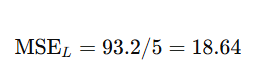 MSE_L = 93.2/5 = 18.64